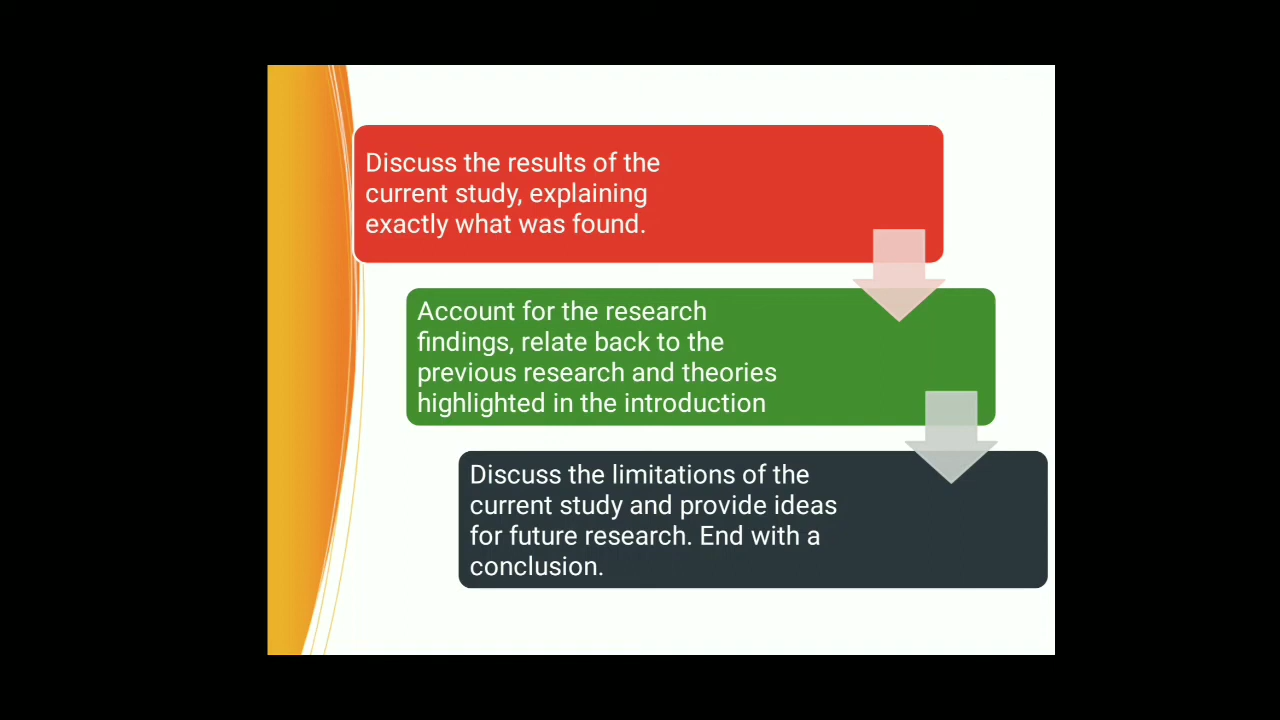 Discuss the results of the
current study, explaining
exactly what was found.
Account for the research
findings, relate back to the
previous research and theories
highlighted in the introduction
Discuss the limitations of the
current study and provide ideas
for future research. End with a
conclusion.